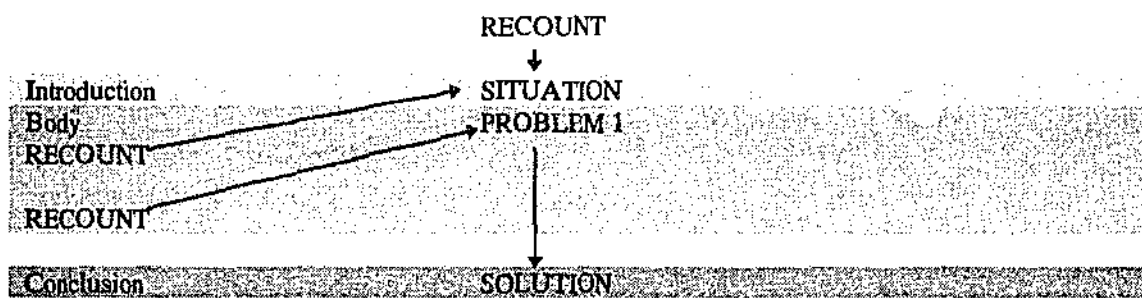 RECOUNT
Introduction SITUATION
Body PROBLEM 1
RECOUNT
RECOUNT
Conclusion SOLUTION